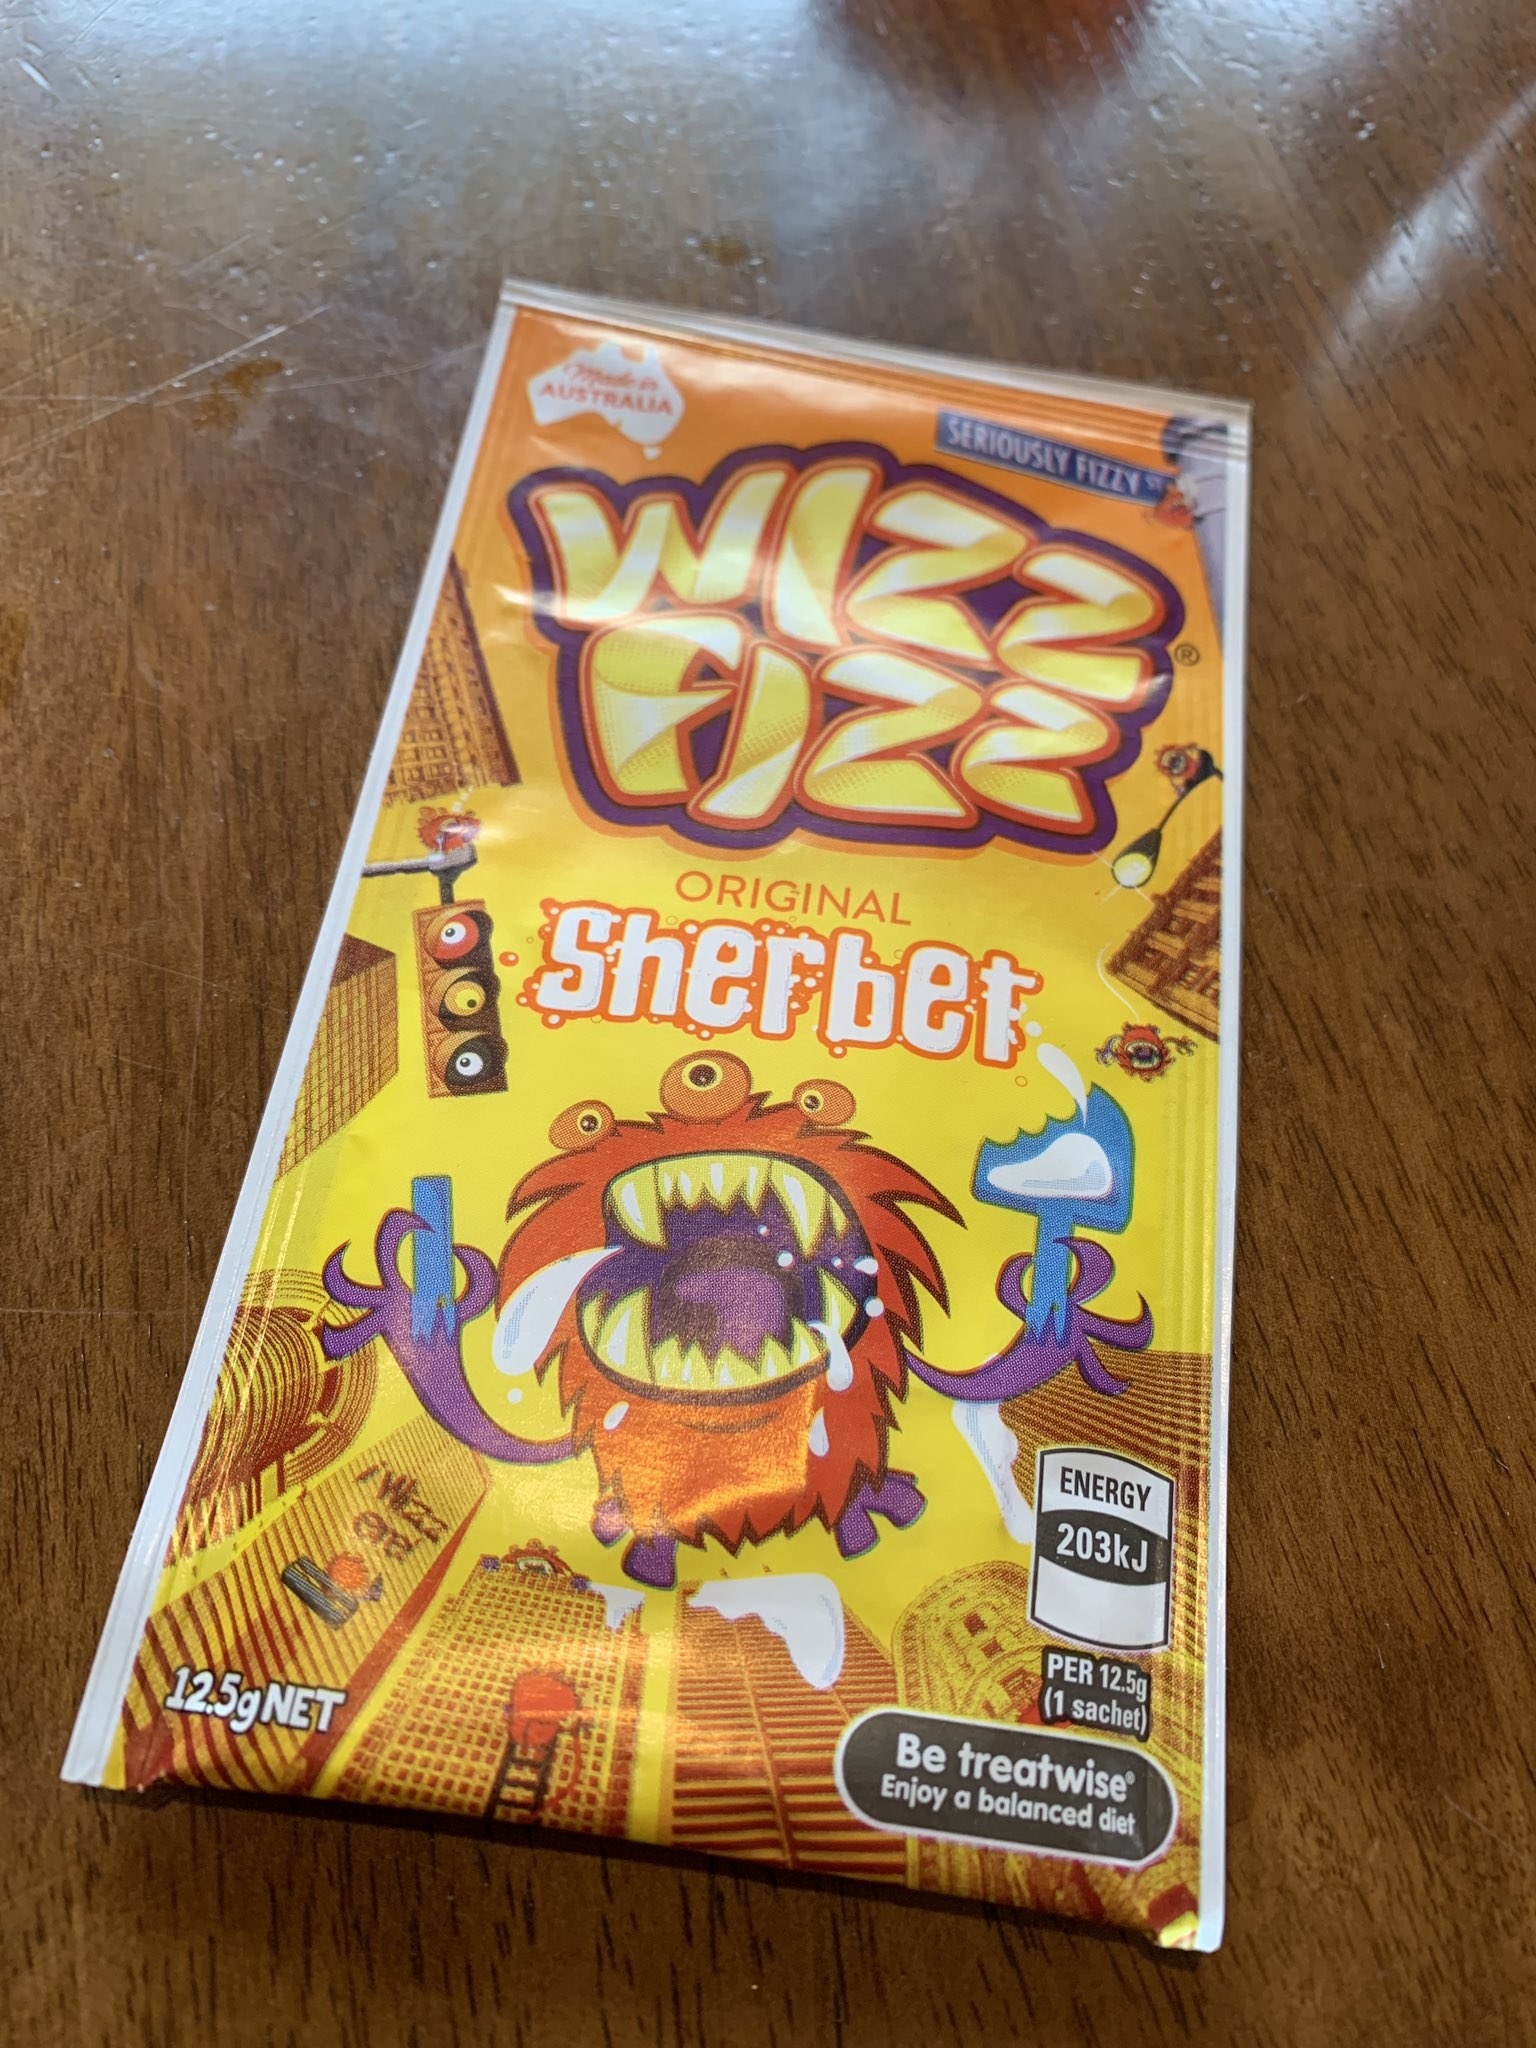 Made in
AUSTRALIA
SERIOUSLY FIZZY ST
WIZZ
FIZZ
®
ORIGINAL
Sherbet
ENERGY
203kJ
PER 12.5g
(1 sachet)
12.5g NET
Be treatwise®
Enjoy a balanced diet